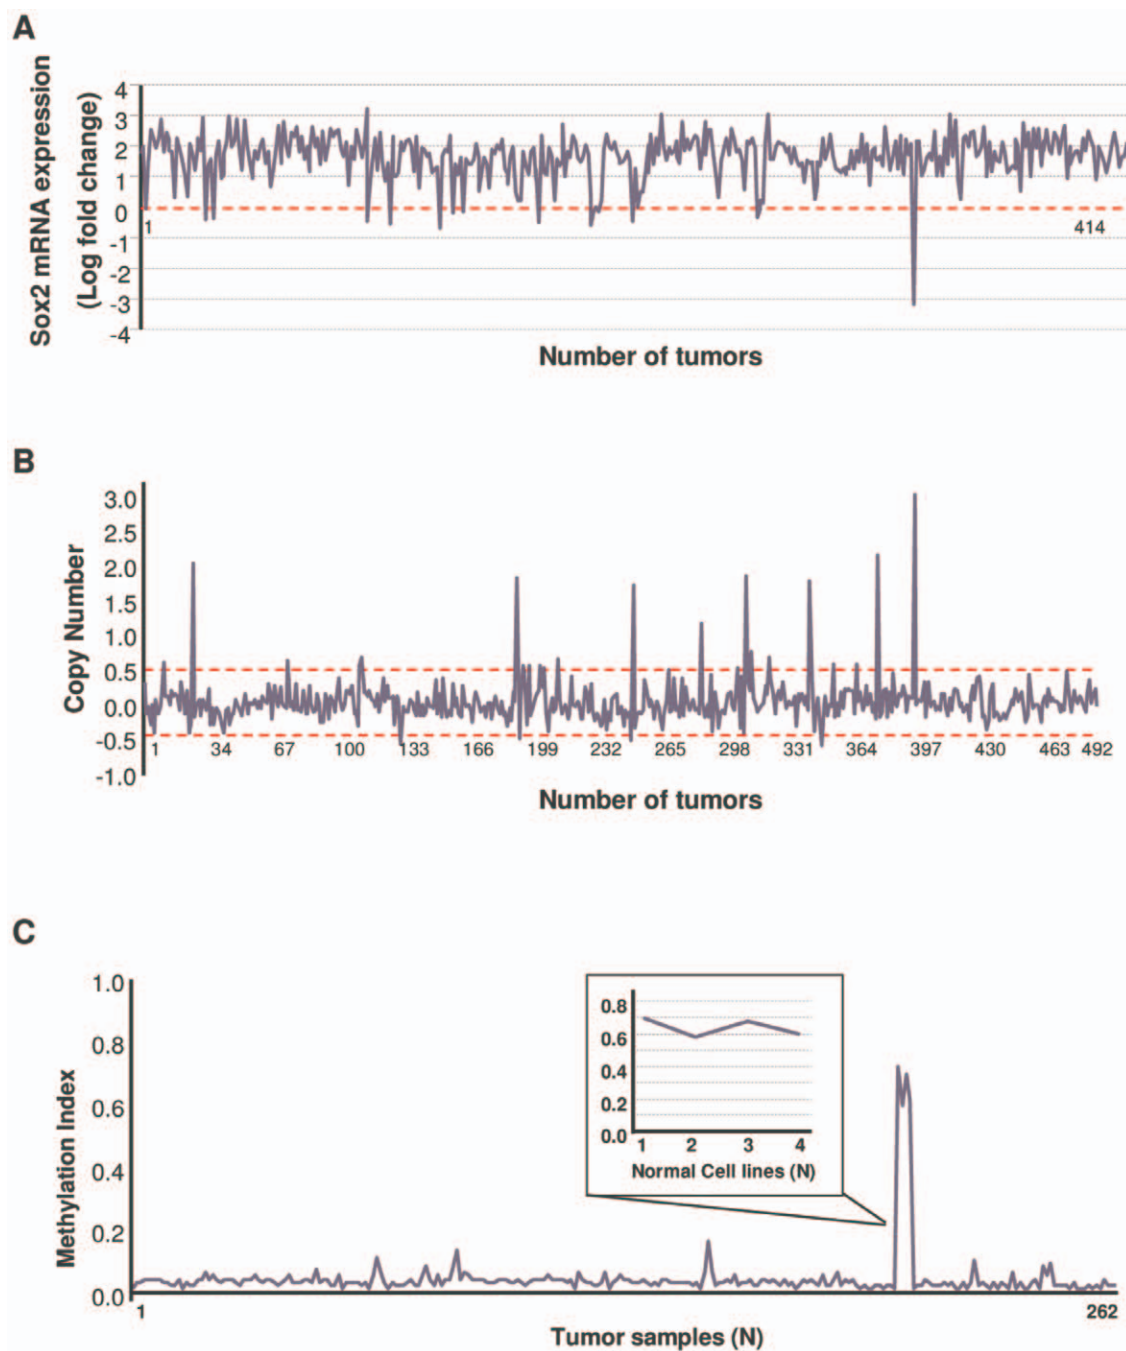 A
Sox2 mRNA expression
(Log fold change)
4
3
2
1
0
-1
-2
-3
-4
1
414
Number of tumors
B
Copy Number
3.0
2.5
2.0
1.5
1.0
0.5
0.0
-0.5
-1.0
1 34 67 100 133 166 199 232 265 298 331 364 397 430 463 492
Number of tumors
C
Methylation Index
1.0
0.8
0.6
0.4
0.2
0.0
0.8
0.6
0.4
0.2
0.0
1 2 3 4
Normal Cell lines (N)
1 262
Tumor samples (N)